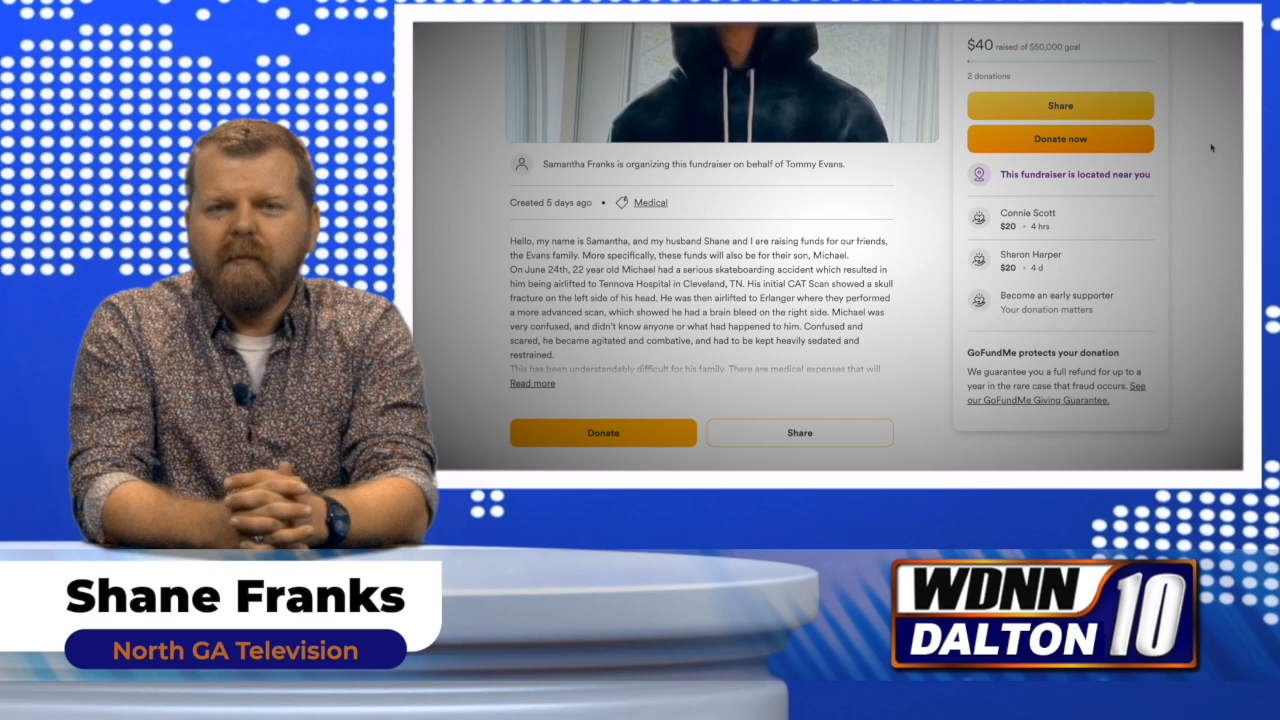 $40 raised of $50,000 goal
2 donations
Share
Donate now
This fundraiser is located near you
Connie Scott
$20 • 4 hrs
Sharon Harper
$20 • 4 d
Become an early supporter
Your donation matters
GoFundMe protects your donation
We guarantee you a full refund for up to a
year in the rare case that fraud occurs. See
our GoFundMe Giving Guarantee.
Samantha Franks is organizing this fundraiser on behalf of Tommy Evans.
Created 5 days ago • Medical
Hello, my name is Samantha, and my husband Shane and I are raising funds for our friends,
the Evans family. More specifically, these funds will also be for their son, Michael.
On June 24th, 22 year old Michael had a serious skateboarding accident which resulted in
him being airlifted to Tennova Hospital in Cleveland, TN. His initial CAT Scan showed a skull
fracture on the left side of his head. He was then airlifted to Erlanger where they performed
a more advanced scan, which showed he had a brain bleed on the right side. Michael was
very confused, and didn't know anyone or what had happened to him. Confused and
scared, he became agitated and combative, and had to be kept heavily sedated and
restrained.
This has been understandably difficult for his family. There are medical expenses that will
Read more
Donate
Share
Shane Franks
North GA Television
WDNN
DALTON 10